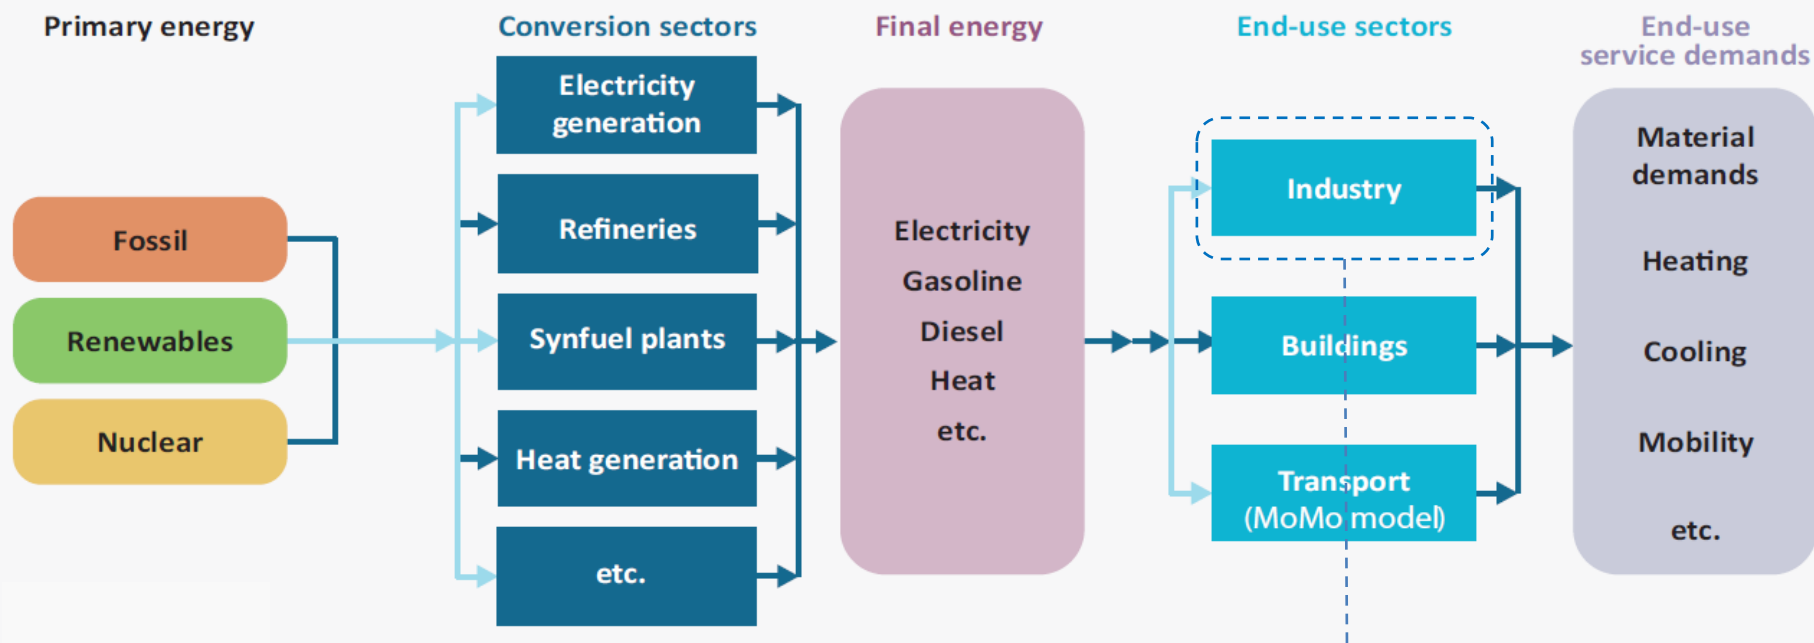 Primary energy
Conversion sectors
Final energy
End-use sectors
End-use
service demands
Fossil
Renewables
Nuclear
Electricity
generation
Refineries
Synfuel plants
Heat generation
etc.
Electricity
Gasoline
Diesel
Heat
etc.
Industry
Buildings
Transport
(MoMo model)
Material
demands
Heating
Cooling
Mobility
etc.